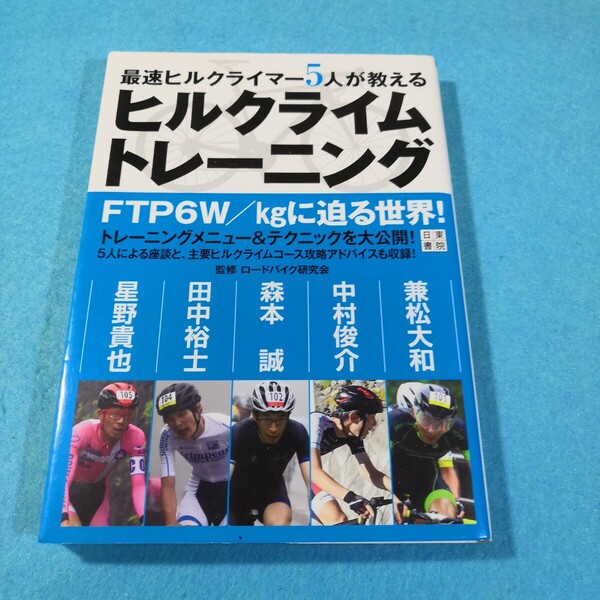 最速ヒルクライマー5人が教える
ヒルクライム
トレーニング
FTP6W/kgに迫る世界!
トレーニングメニュー&テクニックを大公開!
5人による座談と、主要ヒルクライムコース攻略アドバイスも収録!
監修 ロードバイク研究会
日東書院
兼松大和
中村俊介
森本 誠
田中裕士
星野貴也
105
104
102
101